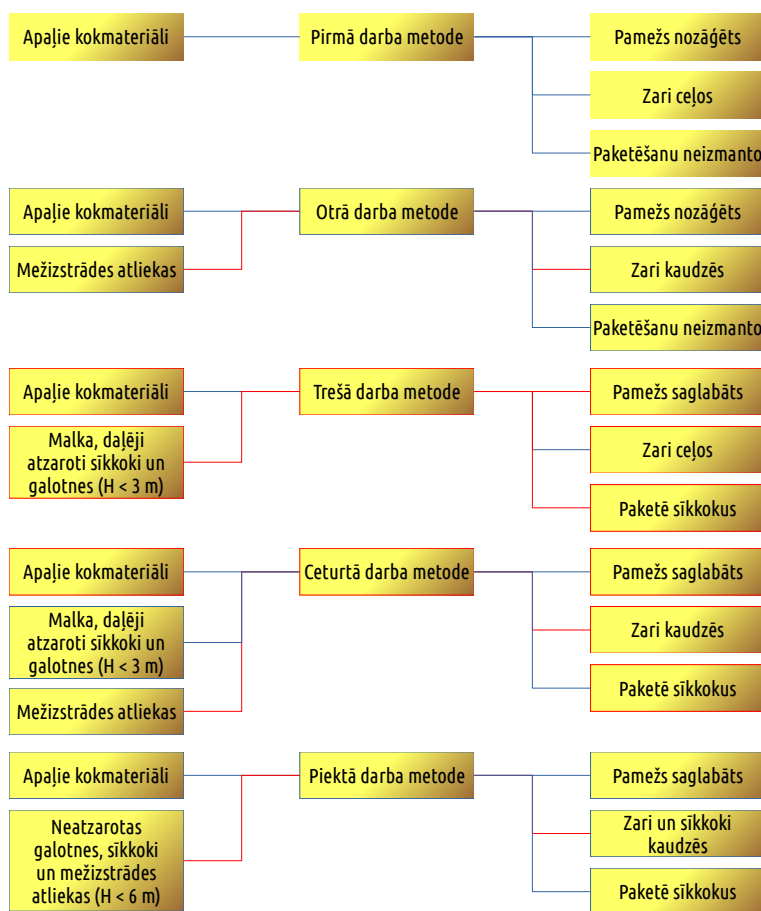 Apaļie kokmateriāli
Pirmā darba metode
Pamežs nozāģēts
Zari ceļos
Paketēšanu neizmanto
Apaļie kokmateriāli
Otrā darba metode
Pamežs nozāģēts
Mežizstrādes atliekas
Zari kaudzēs
Paketēšanu neizmanto
Apaļie kokmateriāli
Trešā darba metode
Pamežs saglabāts
Malka, daļēji
atzaroti sīkkoki un
galotnes (H < 3 m)
Zari ceļos
Paketē sīkkokus
Apaļie kokmateriāli
Ceturtā darba metode
Pamežs saglabāts
Malka, daļēji
atzaroti sīkkoki un
galotnes (H < 3 m)
Zari kaudzēs
Mežizstrādes atliekas
Paketē sīkkokus
Apaļie kokmateriāli
Piektā darba metode
Pamežs saglabāts
Neatzarotas
galotnes, sīkkoki
un mežizstrādes
atliekas (H < 6 m)
Zari un sīkkoki
kaudzēs
Paketē sīkkokus